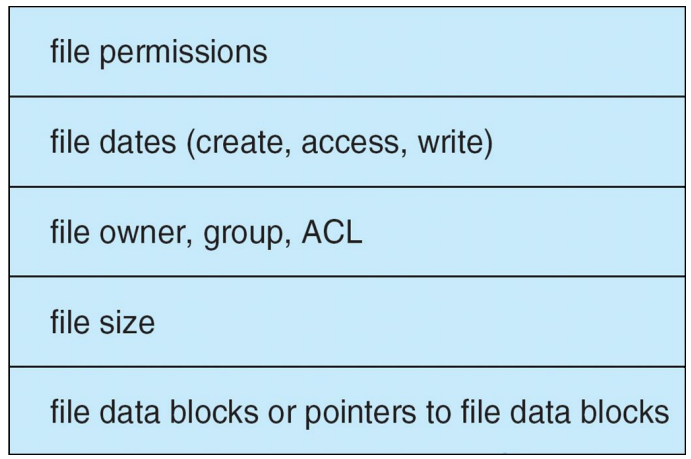 file permissions
file dates (create, access, write)
file owner, group, ACL
file size
file data blocks or pointers to file data blocks